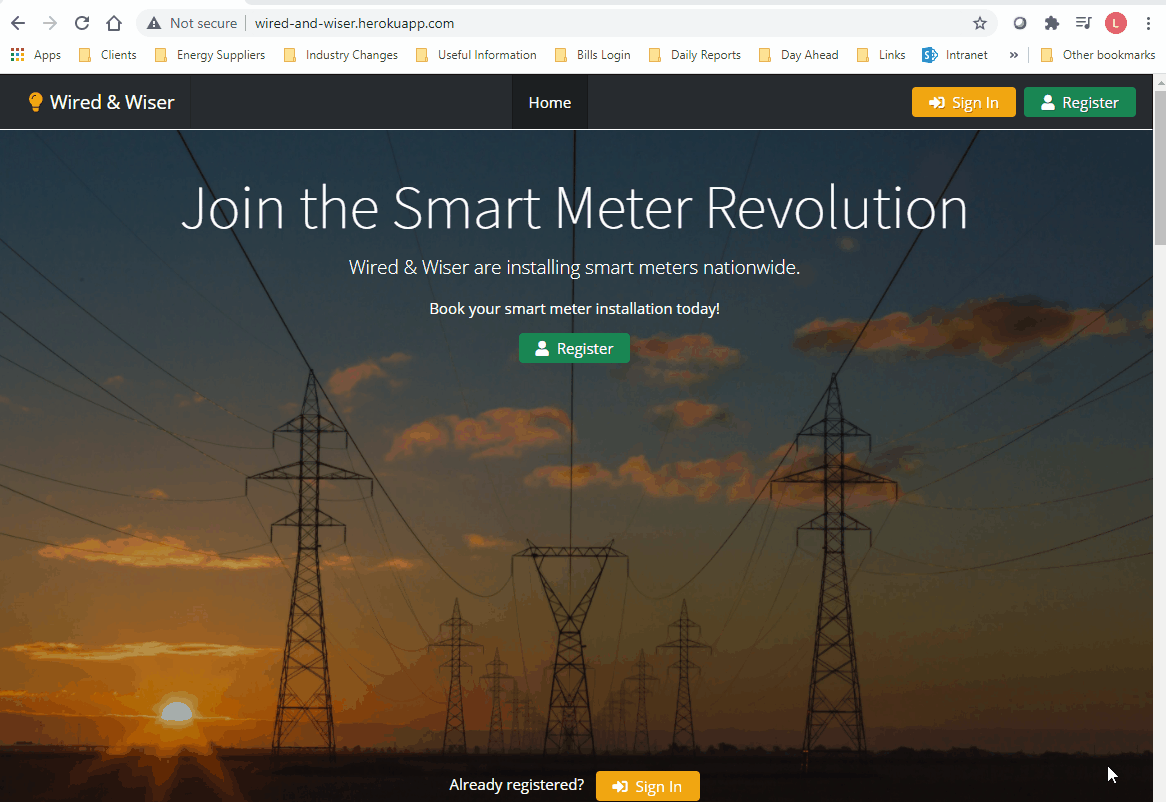 Not secure wired-and-wiser.herokuapp.com L
Apps Clients Energy Suppliers Industry Changes Useful Information Bills Login Daily Reports Day Ahead Links Intranet » Other bookmarks
Wired & Wiser Home Sign In Register
Join the Smart Meter Revolution
Wired & Wiser are installing smart meters nationwide.
Book your smart meter installation today!
Register
Already registered? Sign In